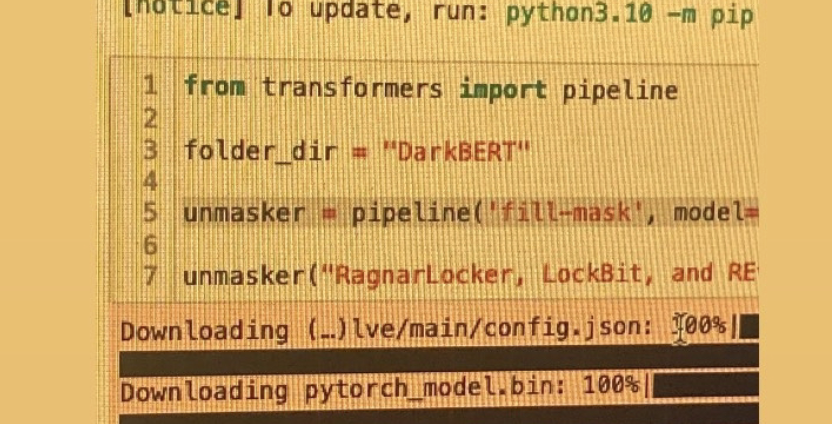 [notice] To update, run: python3.10 -m pip
1 from transformers import pipeline
2
3 folder_dir = "DarkBERT"
4
5 unmasker = pipeline('fill-mask', model=
6
7 unmasker("RagnarLocker, LockBit, and RE
Downloading (…)lve/main/config.json: 100%|
Downloading pytorch_model.bin: 100%|